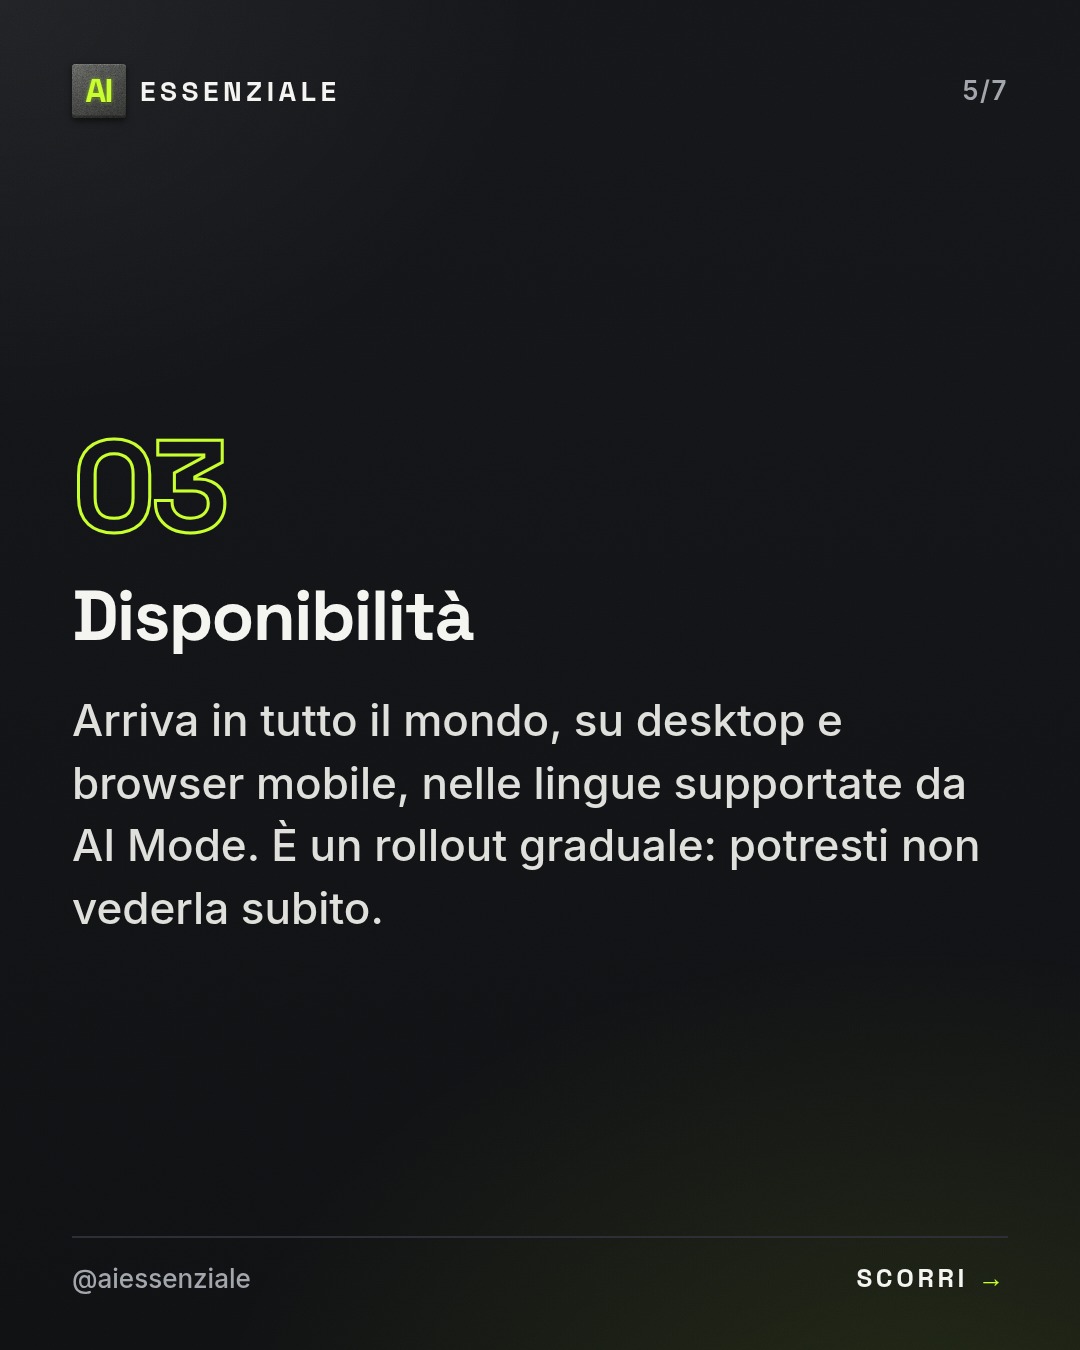 AI ESSENZIALE
5/7
03
Disponibilità
Arriva in tutto il mondo, su desktop e
browser mobile, nelle lingue supportate da
AI Mode. È un rollout graduale: potresti non
vederla subito.
@aiessenziale
SCORRI →